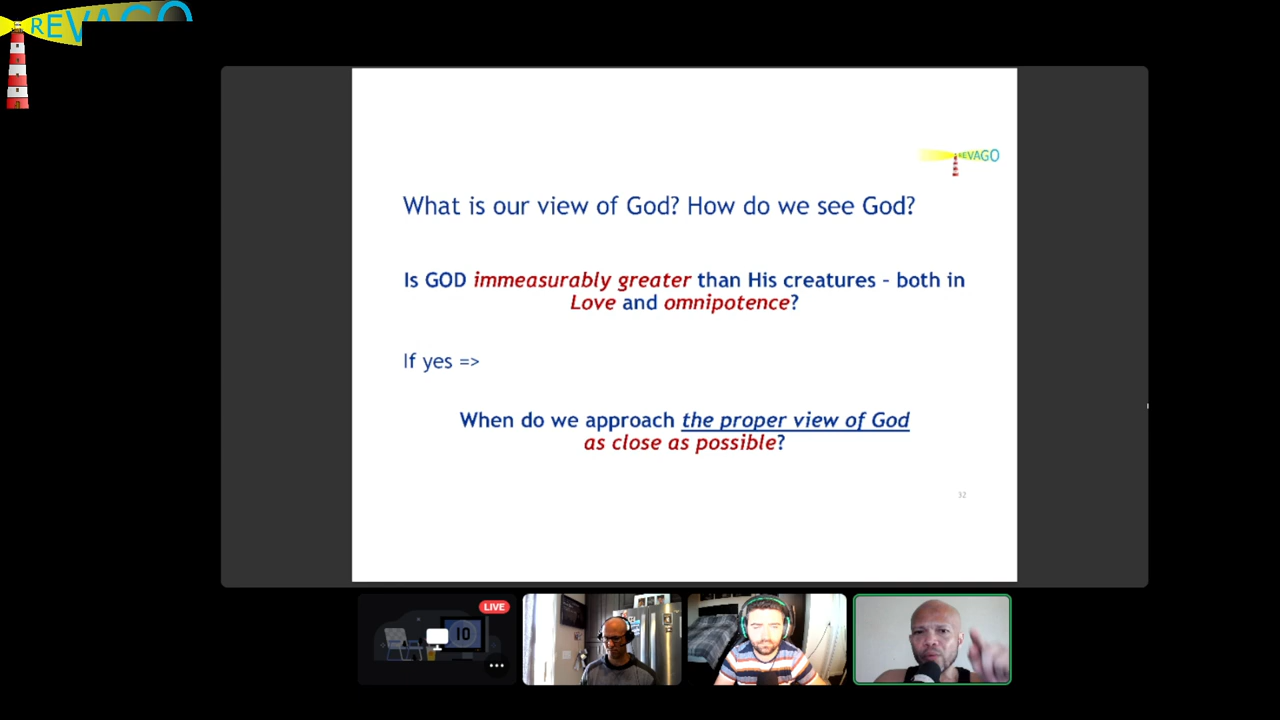 REVAGO
REVAGO
What is our view of God? How do we see God?
Is GOD immeasurably greater than His creatures - both in
Love and omnipotence?
If yes =>
When do we approach the proper view of God
as close as possible?
32
LIVE
10